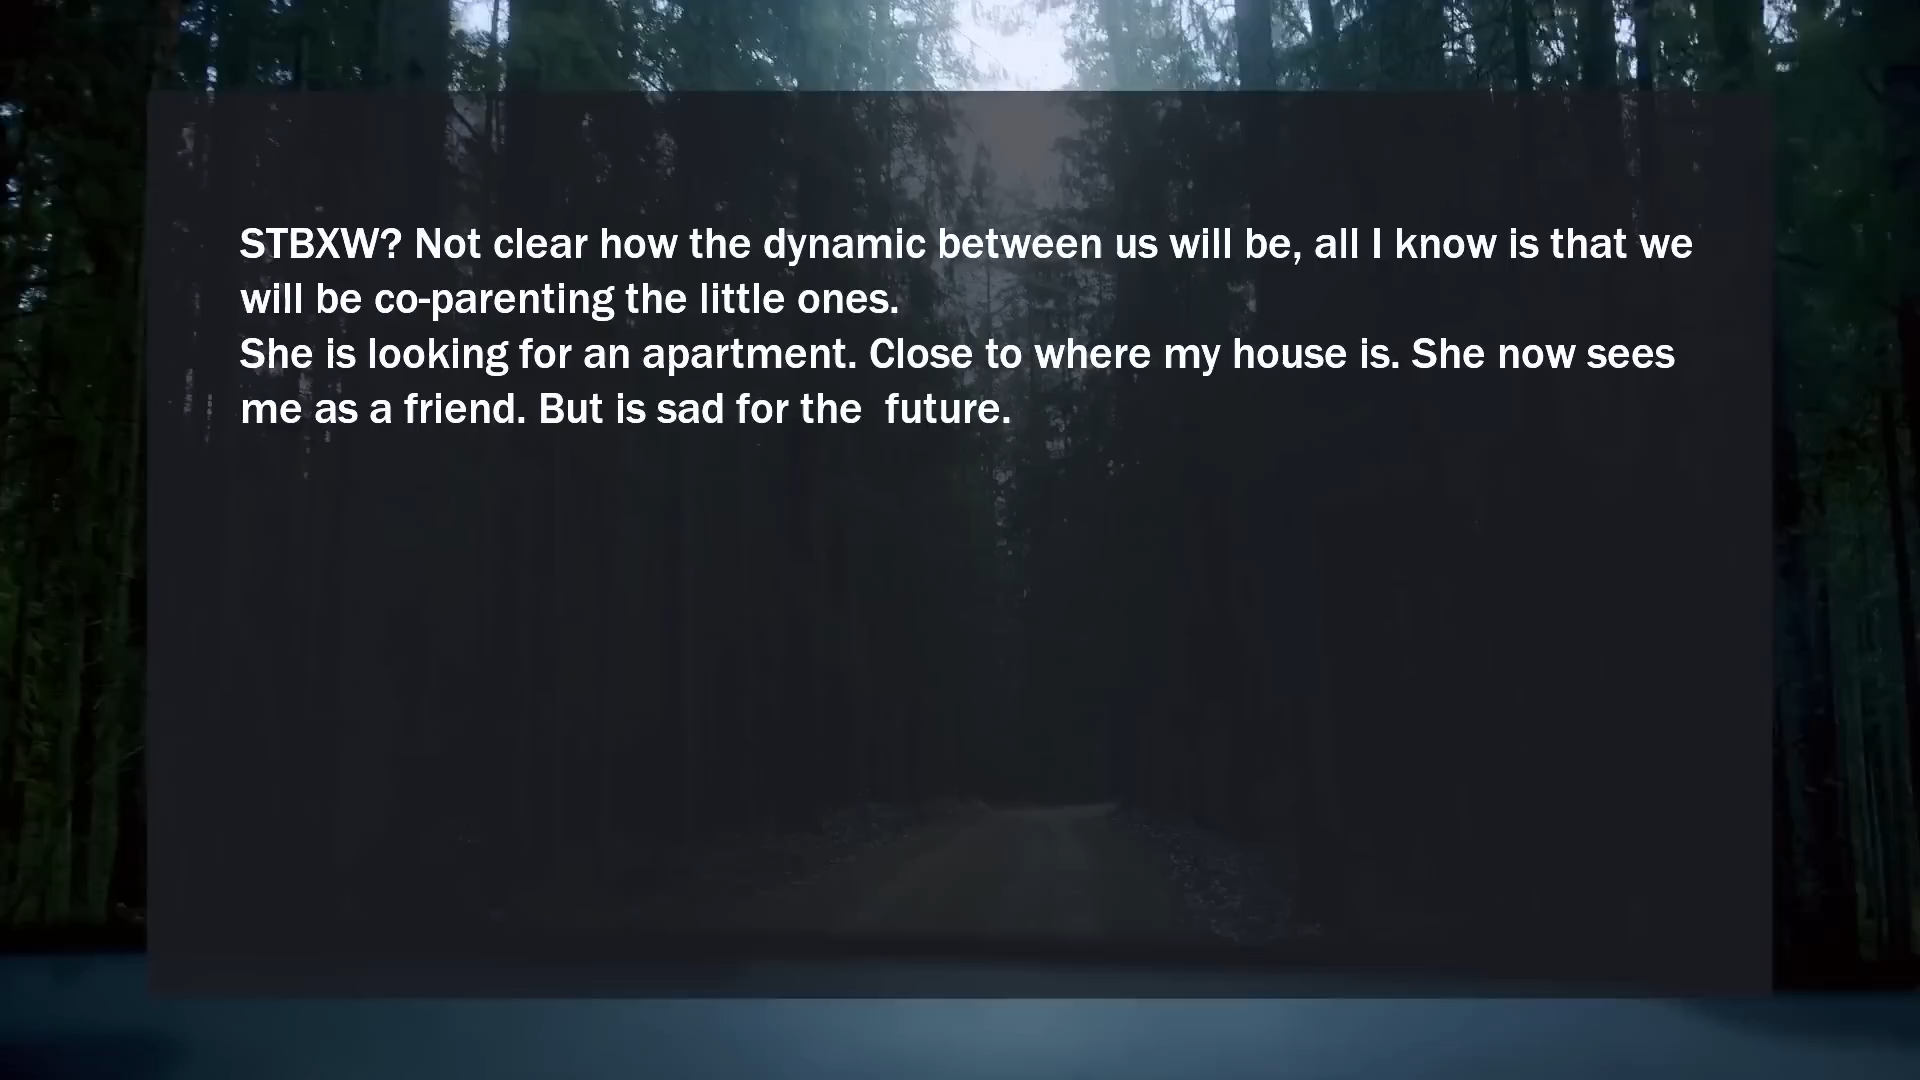 STBXW? Not clear how the dynamic between us will be, all I know is that we
will be co-parenting the little ones.
She is looking for an apartment. Close to where my house is. She now sees
me as a friend. But is sad for the  future.